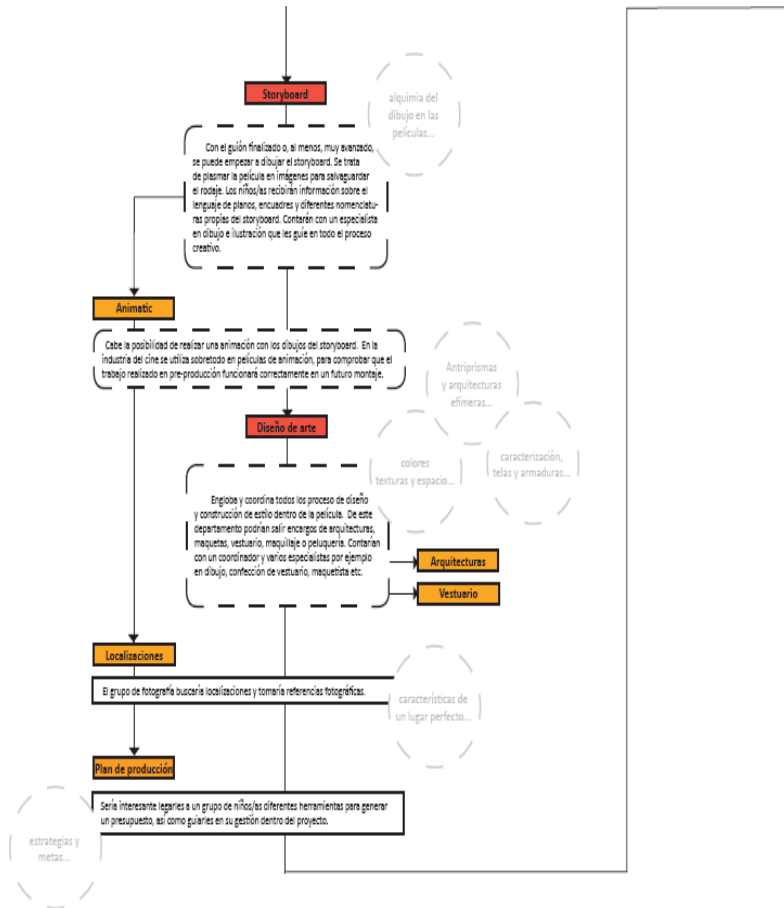 Storyboard
alquimia del
dibujo en las
películas...
Con el guión finalizado o, al menos, muy avanzado,
se puede empezar a dibujar el storyboard. Se trata
de plasmar la película en imágenes para salvaguardar
el rodaje. Los niños/as recibirán información sobre el
lenguaje de planos, encuadres y diferentes nomenclatu-
ras propias del storyboard. Contarán con un especialista
en dibujo e ilustración que les guíe en todo el proceso
creativo.
Animatic
Cabe la posibilidad de realizar una animación con los dibujos del storyboard. En la
industria del cine se utiliza sobretodo en películas de animación, para comprobar que el
trabajo realizado en pre-producción funcionará correctamente en un futuro montaje.
Antriprismas
y arquitecturas
efímeras...
Diseño de arte
colores
texturas y espacio...
caracterización,
telas y armaduras...
Engloba y coordina todos los proceso de diseño
y construcción de estilo dentro de la película. De este
departamento podrían salir encargos de arquitecturas,
maquetas, vestuario, maquillaje o peluquería. Contarían
con un coordinador y varios especialistas por ejemplo
en dibujo, confección de vestuario, maquetista etc.
Arquitecturas
Vestuario
Localizaciones
El grupo de fotografía buscaría localizaciones y tomaría referencias fotográficas.
características de
un lugar perfecto...
Plan de producción
Sería interesante legarles a un grupo de niños/as diferentes herramientas para generar
un presupuesto, así como guiarles en su gestión dentro del proyecto.
estrategias y
metas...